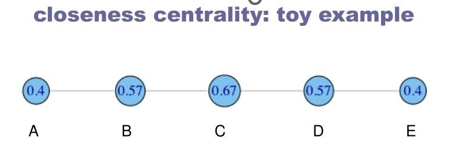 closeness centrality: toy example
0.4 0.57 0.67 0.57 0.4
A B C D E